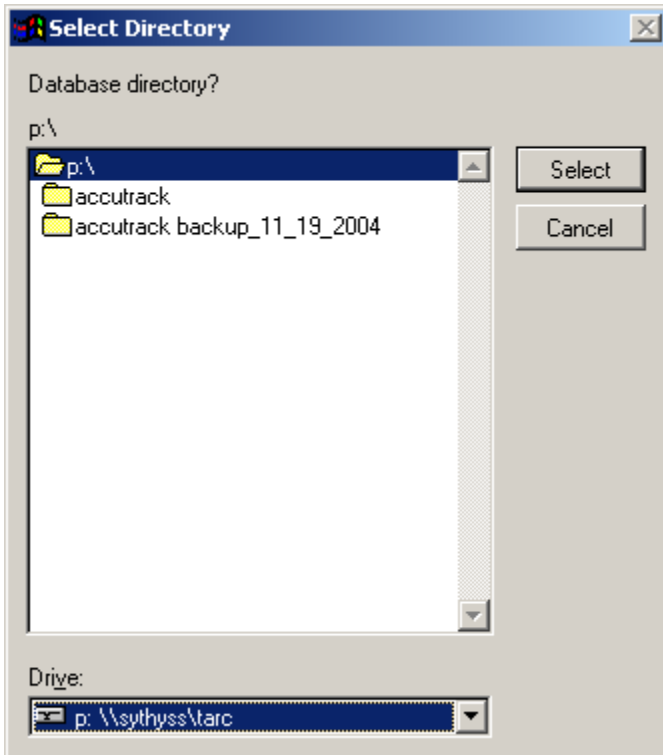 Select Directory
Database directory?
p:\
p:\
accutrack
accutrack backup_11_19_2004
Select
Cancel
Drive:
p: \\sythyss\tarc